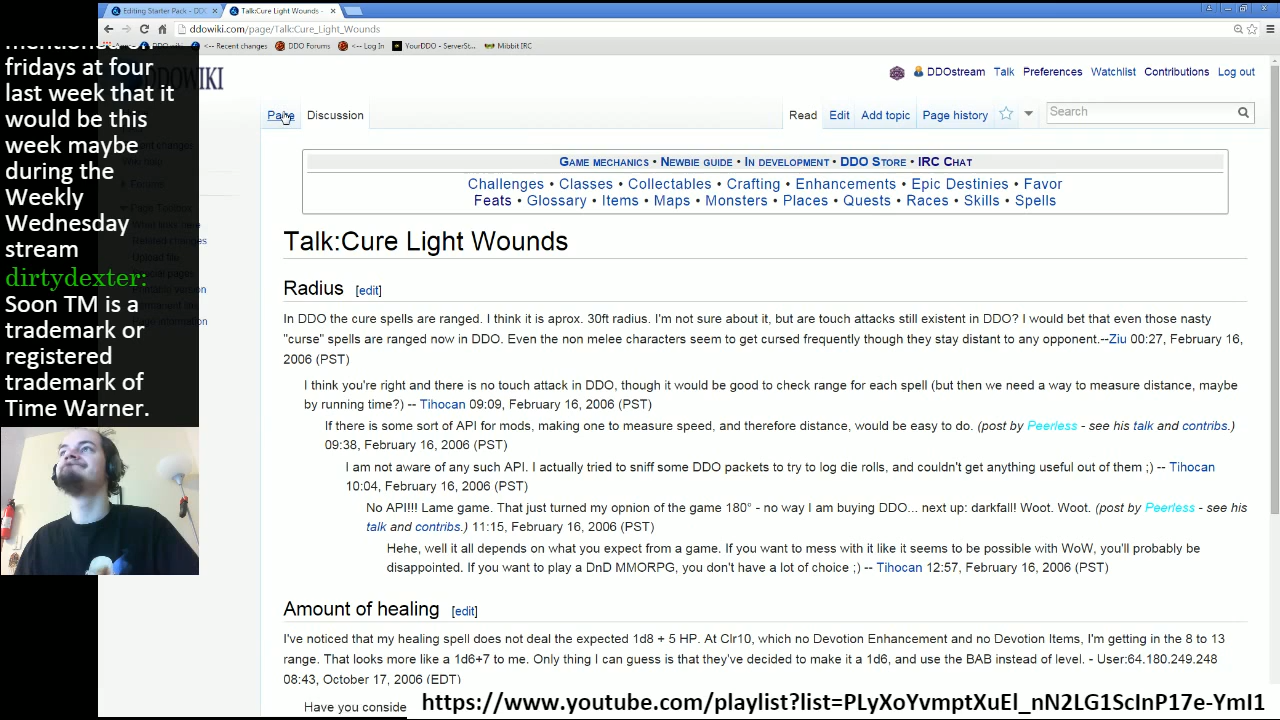 Editing Starter Pack - DDO
Talk:Cure Light Wounds -
ddowiki.com/page/Talk:Cure_Light_Wounds
<-- Recent changes
DDO Forums
<-- Log In
YourDDO - ServerSt...
Mibbit IRC
fridays at four
last week that it
would be this
week maybe
during the
Weekly
Wednesday
stream
dirtydexter:
Soon TM is a
trademark or
registered
trademark of
Time Warner.
DDOstream Talk Preferences Watchlist Contributions Log out
Page Discussion
Read Edit Add topic Page history Search
Game mechanics • Newbie guide • In development • DDO Store • IRC Chat
Challenges • Classes • Collectables • Crafting • Enhancements • Epic Destinies • Favor
Feats • Glossary • Items • Maps • Monsters • Places • Quests • Races • Skills • Spells
Talk:Cure Light Wounds
Radius [edit]
In DDO the cure spells are ranged. I think it is aprox. 30ft radius. I'm not sure about it, but are touch attacks still existent in DDO? I would bet that even those nasty
"curse" spells are ranged now in DDO. Even the non melee characters seem to get cursed frequently though they stay distant to any opponent.--Ziu 00:27, February 16,
2006 (PST)
I think you're right and there is no touch attack in DDO, though it would be good to check range for each spell (but then we need a way to measure distance, maybe
by running time?) -- Tihocan 09:09, February 16, 2006 (PST)
If there is some sort of API for mods, making one to measure speed, and therefore distance, would be easy to do. (post by Peerless - see his talk and contribs.)
09:38, February 16, 2006 (PST)
I am not aware of any such API. I actually tried to sniff some DDO packets to try to log die rolls, and couldn't get anything useful out of them ;) -- Tihocan
10:04, February 16, 2006 (PST)
No API!!! Lame game. That just turned my opnion of the game 180° - no way I am buying DDO... next up: darkfall! Woot. Woot. (post by Peerless - see his
talk and contribs.) 11:15, February 16, 2006 (PST)
Hehe, well it all depends on what you expect from a game. If you want to mess with it like it seems to be possible with WoW, you'll probably be
disappointed. If you want to play a DnD MMORPG, you don't have a lot of choice ;) -- Tihocan 12:57, February 16, 2006 (PST)
Amount of healing [edit]
I've noticed that my healing spell does not deal the expected 1d8 + 5 HP. At Clr10, which no Devotion Enhancement and no Devotion Items, I'm getting in the 8 to 13
range. That looks more like a 1d6+7 to me. Only thing I can guess is that they've decided to make it a 1d6, and use the BAB instead of level. - User:64.180.249.248
08:43, October 17, 2006 (EDT)
Have you conside
https://www.youtube.com/playlist?list=PLyXoYvmptXuEl_nN2LG1ScInP17e-YmI1